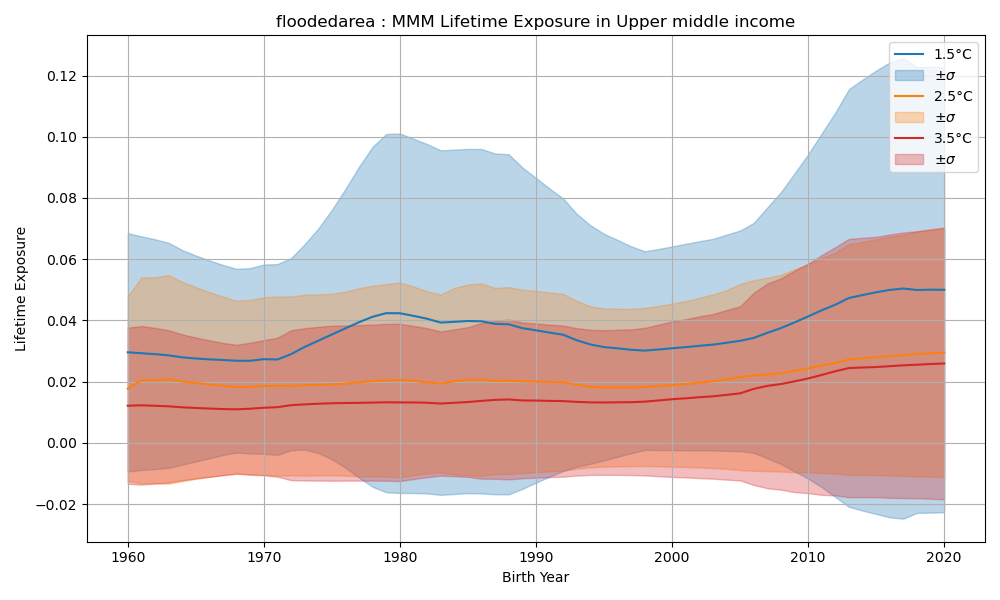 floodedarea : MMM Lifetime Exposure in Upper middle income
Lifetime Exposure
0.12
0.10
0.08
0.06
0.04
0.02
0.00
−0.02
1960
1970
1980
1990
2000
2010
2020
Birth Year
1.5°C
±σ
2.5°C
±σ
3.5°C
±σ